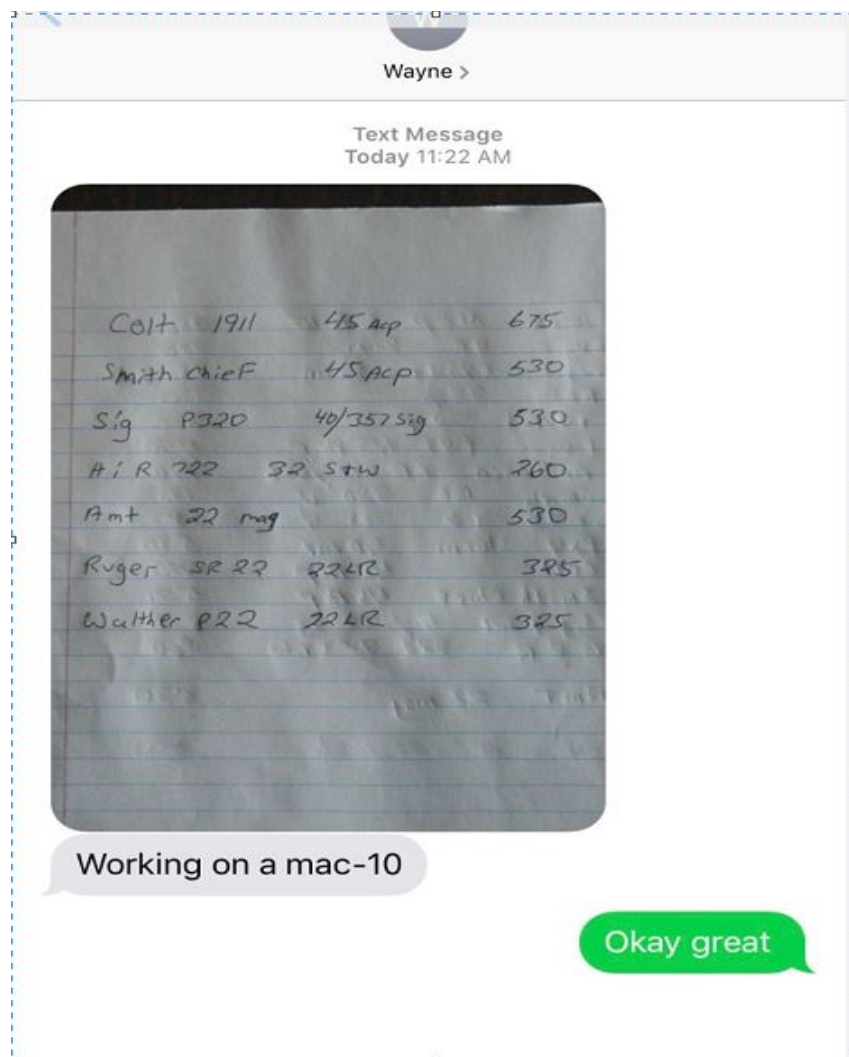 Wayne >
Text Message
Today 11:22 AM
Colt 1911 45 Acp 675
Smith Chief 45 ACP 530
Sig P320 40/357 Sig 530
H i R 722 32 S+W 260
Amt 22 mag 530
Ruger SR 22 22LR 325
Walther P22 22 LR 325
Working on a mac-10
Okay great